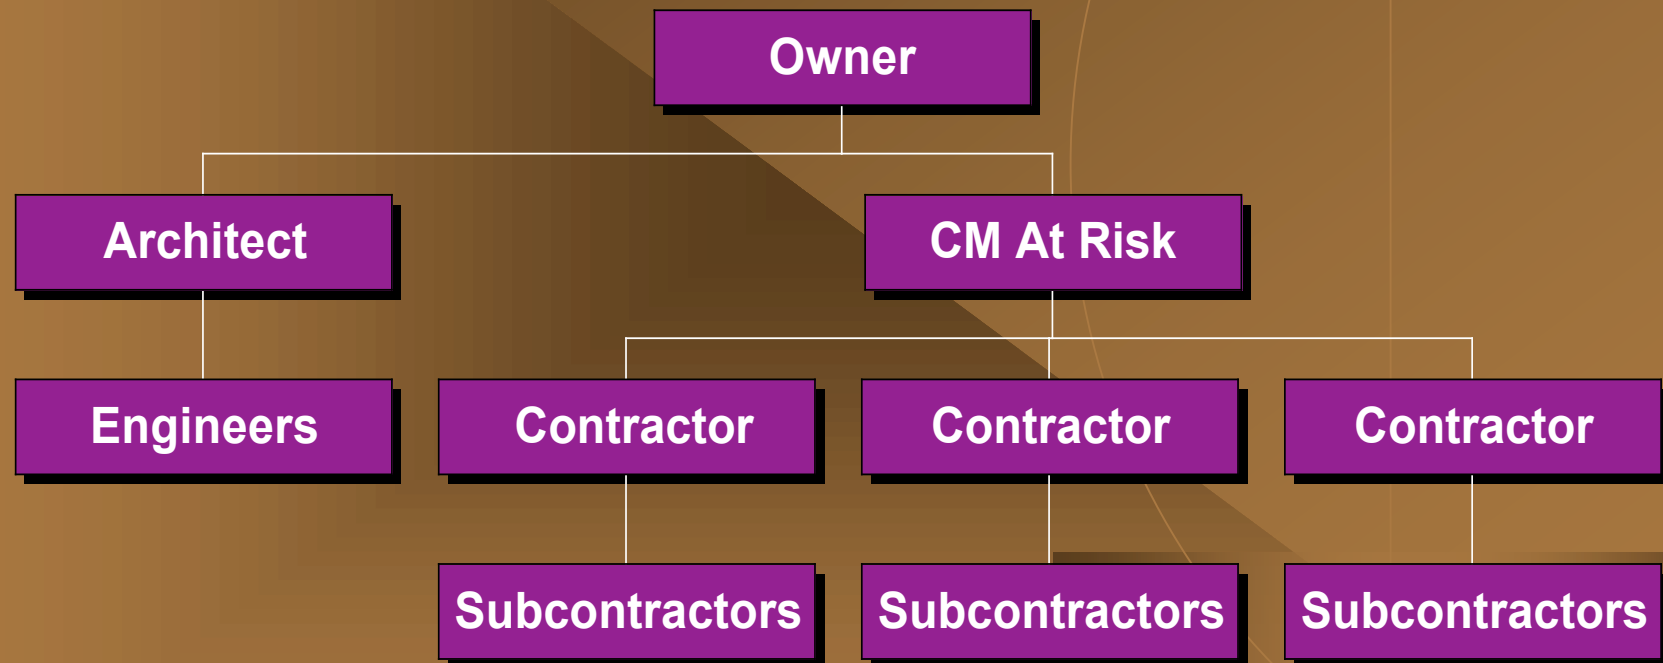 Owner
Architect
CM At Risk
Engineers
Contractor
Contractor
Contractor
Subcontractors
Subcontractors
Subcontractors